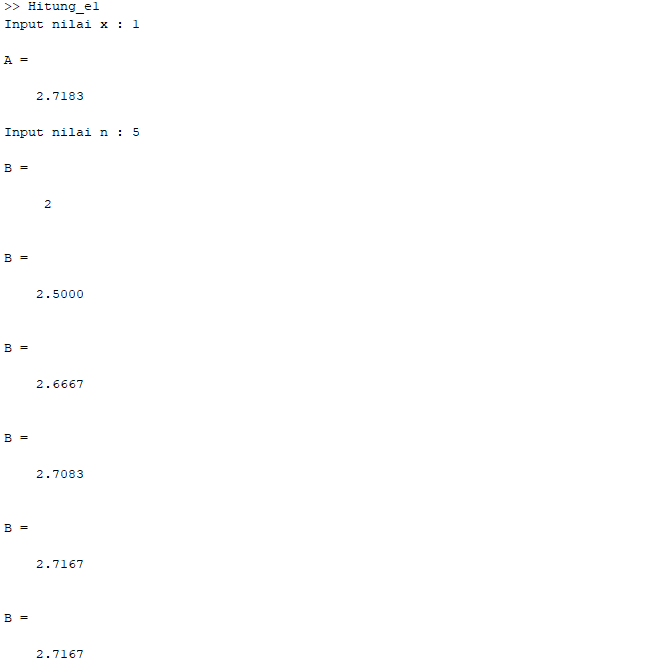 >> Hitung_e1
Input nilai x : 1
A =
2.7183
Input nilai n : 5
B =
2
B =
2.5000
B =
2.6667
B =
2.7083
B =
2.7167
B =
2.7167